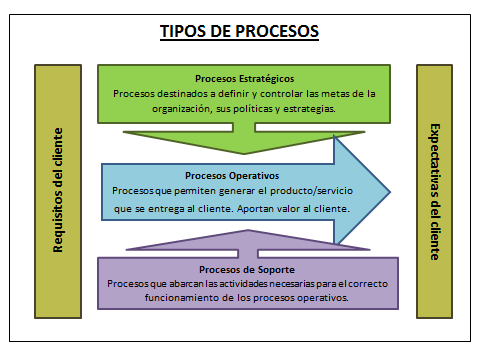 TIPOS DE PROCESOS
Requisitos del cliente
Procesos Estratégicos
Procesos destinados a definir y controlar las metas de la
organización, sus políticas y estrategias.
Procesos Operativos
Procesos que permiten generar el producto/servicio
que se entrega al cliente. Aportan valor al cliente.
Procesos de Soporte
Procesos que abarcan las actividades necesarias para el correcto
funcionamiento de los procesos operativos.
Expectativas del
cliente